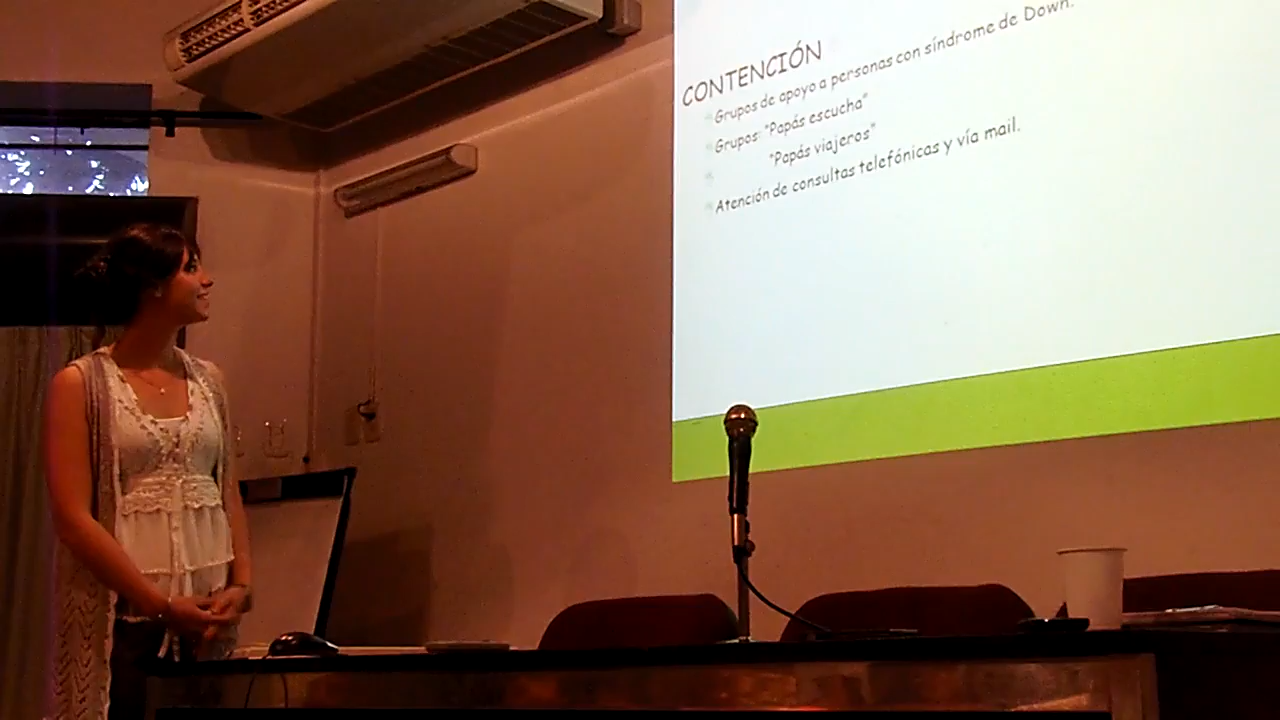 CONTENCIÓN
Grupos de apoyo a personas con síndrome de Down.
Grupos: "Papás escucha"
"Papás viajeros"
Atención de consultas telefónicas y vía mail.